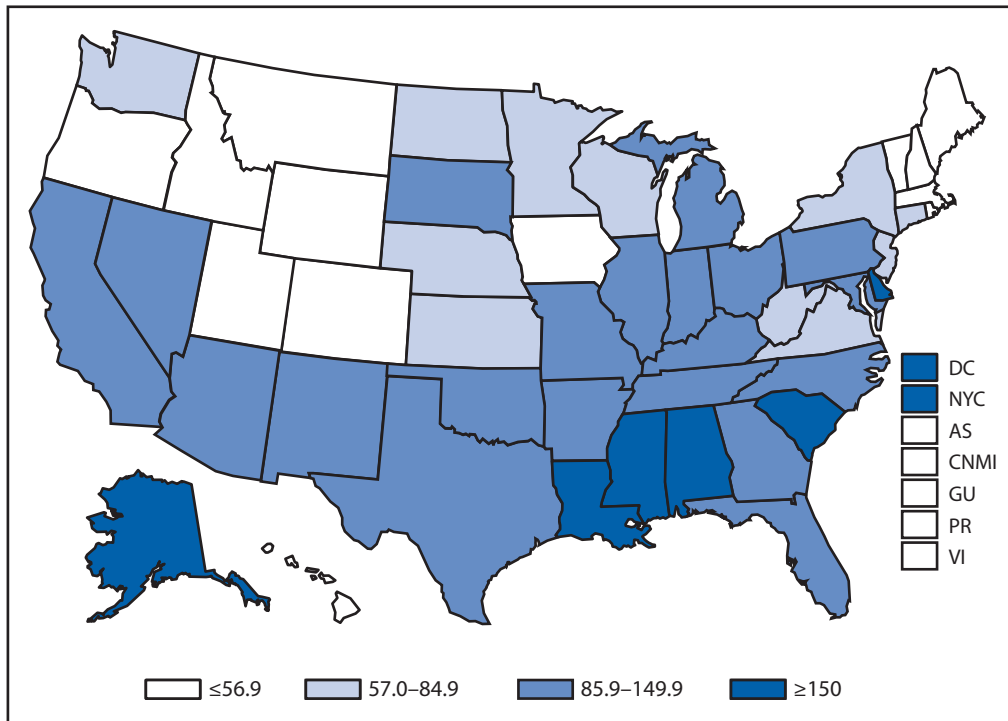 DC
NYC
AS
CNMI
GU
PR
VI
≤56.9
57.0–84.9
85.9–149.9
≥150